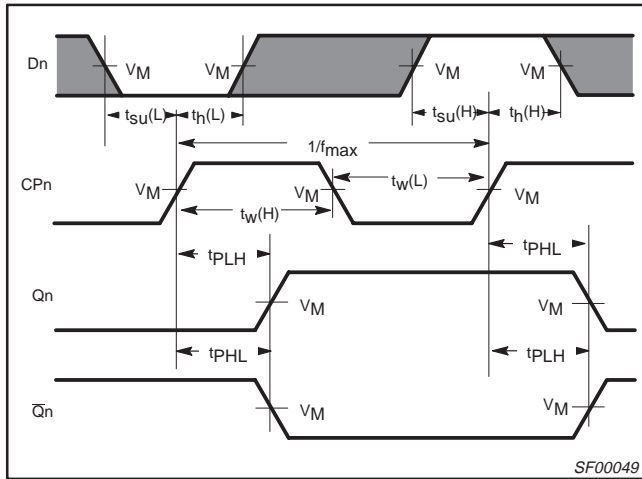 Dn VM VM VM VM
tsu(L) th(L) tsu(H) th(H)
1/fmax
CPn VM VM tw(L) VM
tw(H)
tPLH tPHL
Qn VM VM
tPHL tPLH
Q̅n VM VM
SF00049